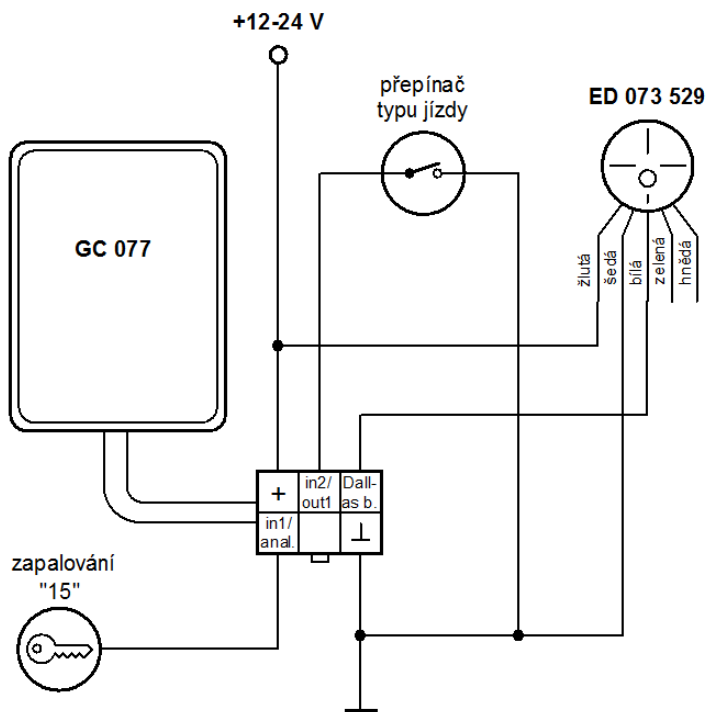 +12-24 V
přepínač
typu jízdy
ED 073 529
GC 077
žlutá
šedá
bílá
zelená
hnědá
+
in2/
out1
Dall-
as b.
in1/
anal.
zapalování
"15"